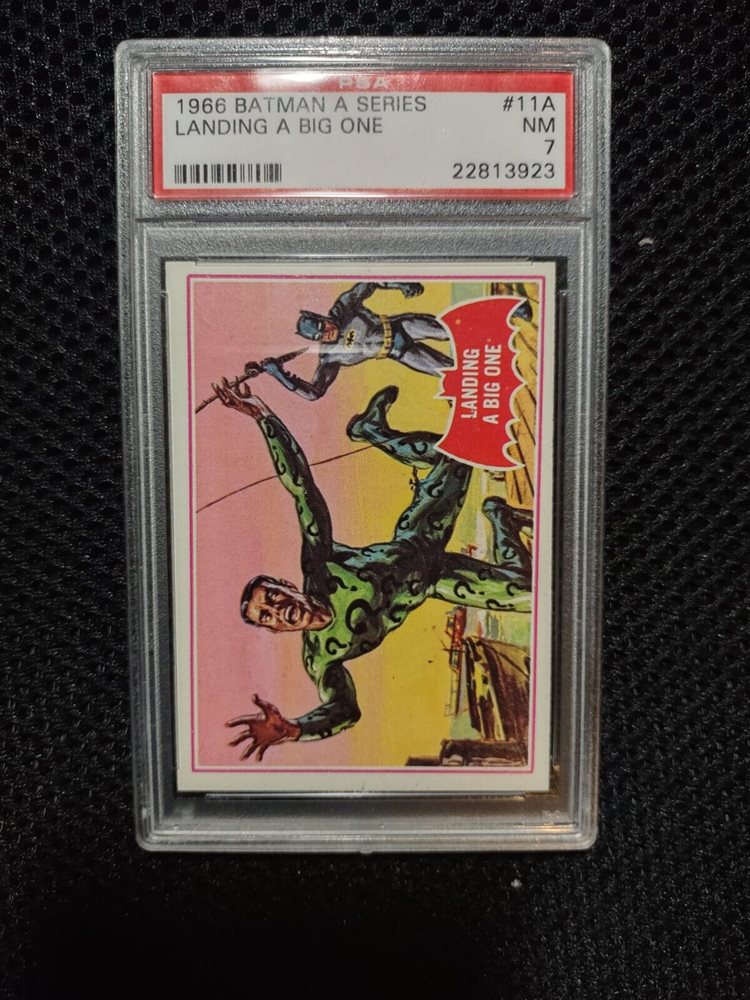 PSA
1966 BATMAN A SERIES #11A
LANDING A BIG ONE NM
7
22813923
LANDING
A BIG ONE